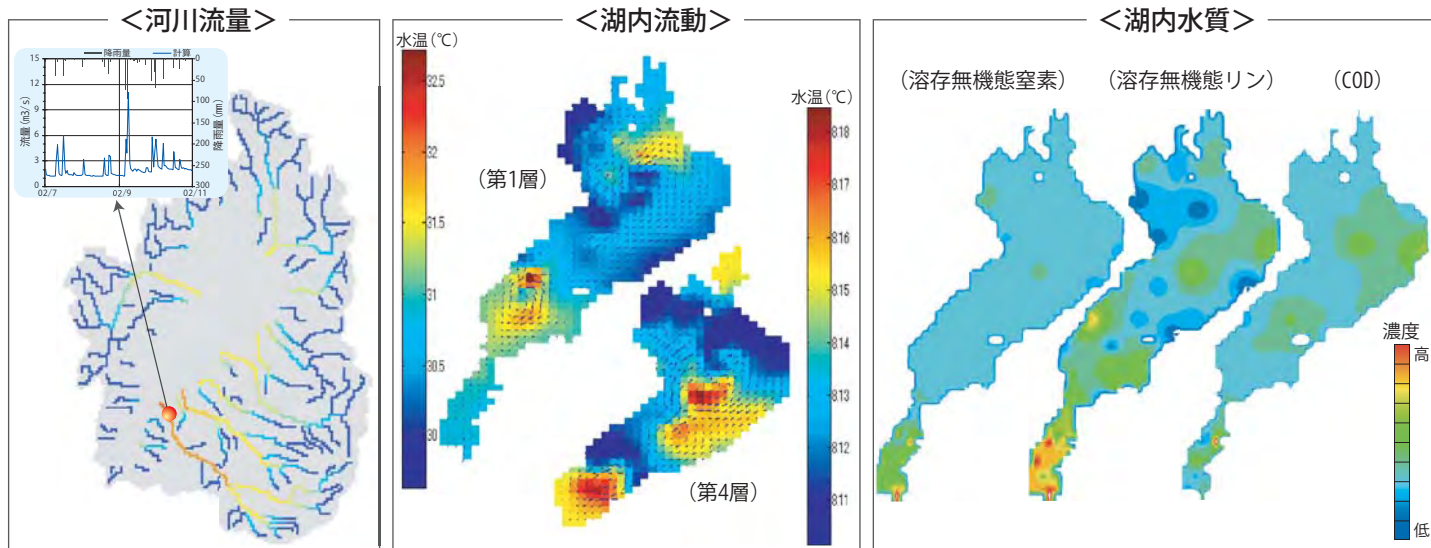 ＜河川流量＞
降雨量
計算
15
12
9
6
3
0
流量(m3/s)
0
50
100
150
200
250
300
降雨量(mm)
02/7
02/9
02/11
＜湖内流動＞
水温(℃)
32.5
32
31.5
31
30.5
30
(第1層)
水温(℃)
8.18
8.17
8.16
8.15
8.14
8.13
8.12
8.11
(第4層)
＜湖内水質＞
(溶存無機態窒素)
(溶存無機態リン)
(COD)
濃度
高
低